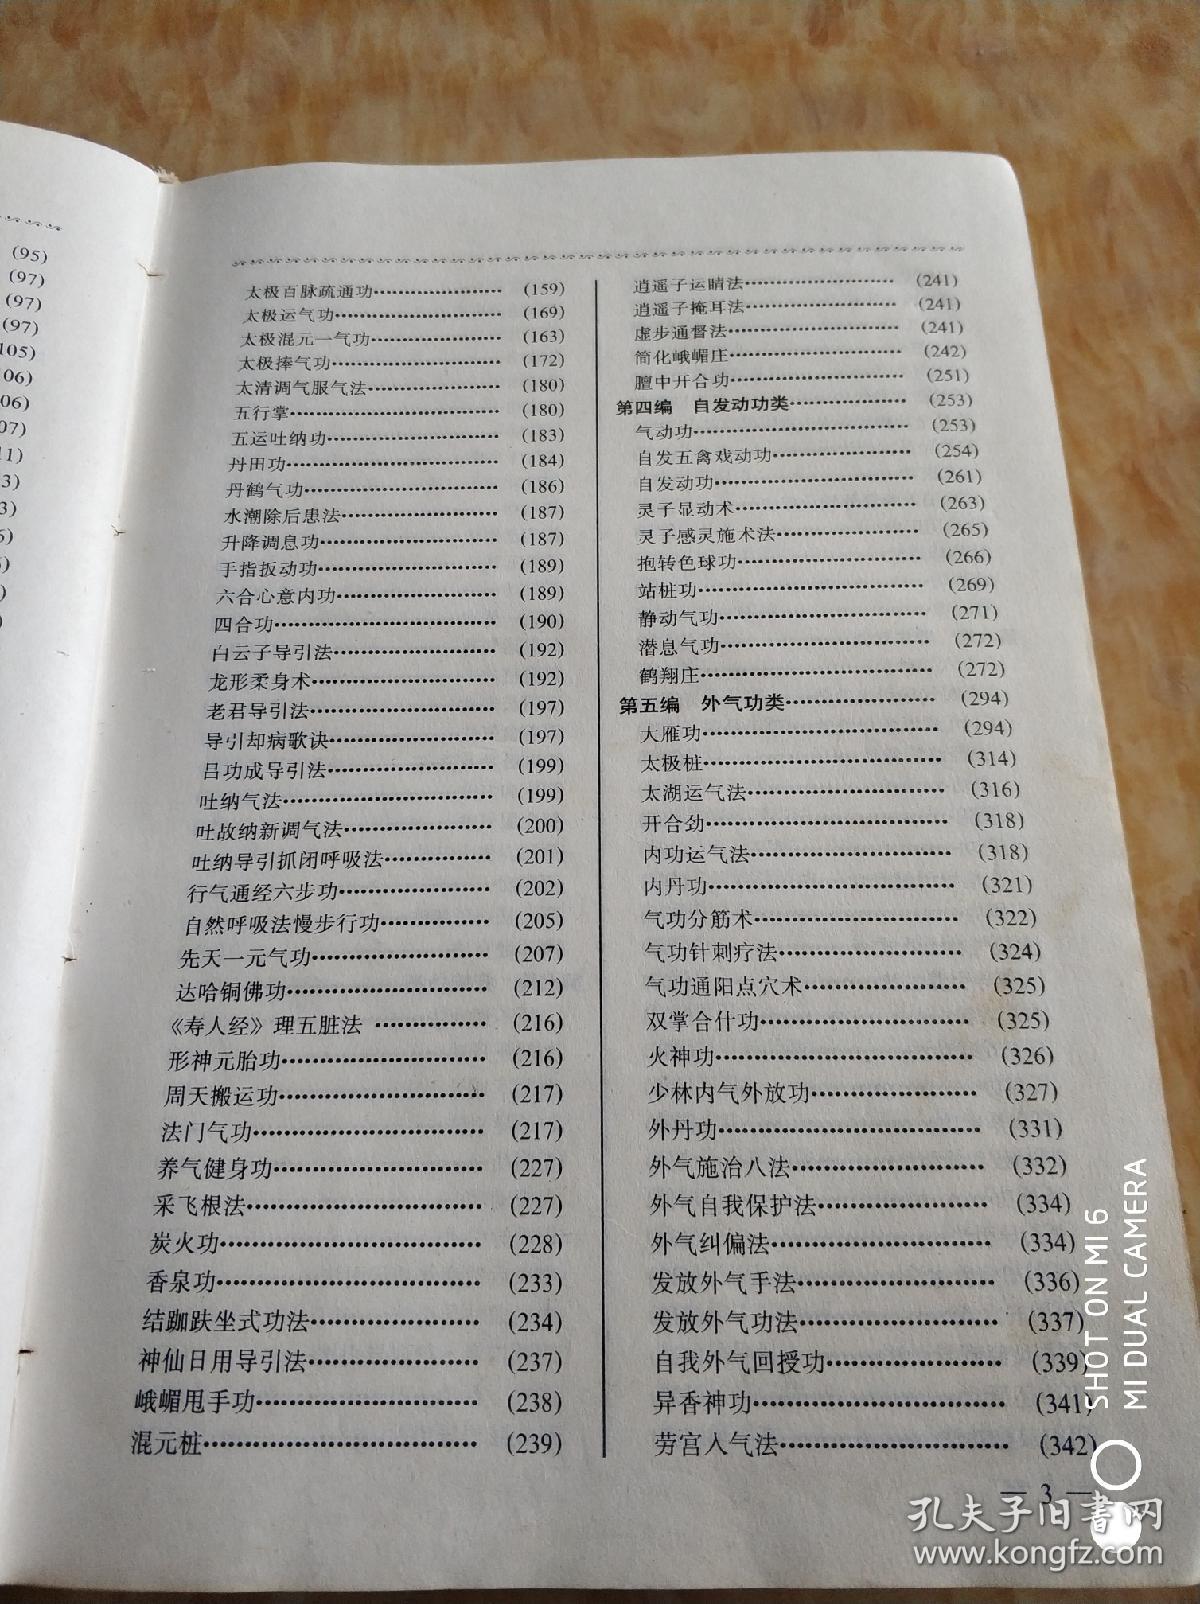 (95)
(97)
(97)
(97)
105)
106)
06)
07)
11)
3)
3)
太极百脉疏通功…………………… (159)
太极运气功…………………… (169)
太极混元一气功…………………… (163)
太极捧气功…………………… (172)
太清调气服气法…………………… (180)
五行掌…………………… (180)
五运吐纳功…………………… (183)
丹田功…………………… (184)
丹鹤气功…………………… (186)
水潮除后患法…………………… (187)
升降调息功…………………… (187)
手指扳动功…………………… (189)
六合心意内功…………………… (189)
四合功…………………… (190)
白云子导引法…………………… (192)
龙形柔身术…………………… (192)
老君导引法…………………… (197)
导引却病歌诀…………………… (197)
吕功成导引法…………………… (199)
吐纳气法…………………… (199)
吐故纳新调气法…………………… (200)
吐纳导引抓闭呼吸法…………………… (201)
行气通经六步功…………………… (202)
自然呼吸法慢步行功…………………… (205)
先天一元气功…………………… (207)
达哈铜佛功…………………… (212)
《寿人经》理五脏法 …………………… (216)
形神元胎功…………………… (216)
周天搬运功…………………… (217)
法门气功…………………… (217)
养气健身功…………………… (227)
采飞根法…………………… (227)
炭火功…………………… (228)
香泉功…………………… (233)
结跏趺坐式功法…………………… (234)
神仙日用导引法…………………… (237)
峨嵋甩手功…………………… (238)
混元桩…………………… (239)
逍遥子运睛法…………………… (241)
逍遥子掩耳法…………………… (241)
虚步通督法…………………… (241)
简化峨嵋庄…………………… (242)
膻中开合功…………………… (251)
第四编 自发动功类…………………… (253)
气动功…………………… (253)
自发五禽戏动功…………………… (254)
自发动功…………………… (261)
灵子显动术…………………… (263)
灵子感灵施术法…………………… (265)
抱转色球功…………………… (266)
站桩功…………………… (269)
静动气功…………………… (271)
潜息气功…………………… (272)
鹤翔庄…………………… (272)
第五编 外气功类…………………… (294)
大雁功…………………… (294)
太极桩…………………… (314)
太湖运气法…………………… (316)
开合劲…………………… (318)
内功运气法…………………… (318)
内丹功…………………… (321)
气功分筋术…………………… (322)
气功针刺疗法…………………… (324)
气功通阳点穴术…………………… (325)
双掌合什功…………………… (325)
火神功…………………… (326)
少林内气外放功…………………… (327)
外丹功…………………… (331)
外气施治八法…………………… (332)
外气自我保护法…………………… (334)
外气纠偏法…………………… (334)
发放外气手法…………………… (336)
发放外气功法…………………… (337)
自我外气回授功…………………… (339)
异香神功…………………… (341)
劳宫人气法…………………… (342)
— 3 —
SHOT ON MI 6
MI DUAL CAMERA
孔夫子旧书网
www.kongfz.com